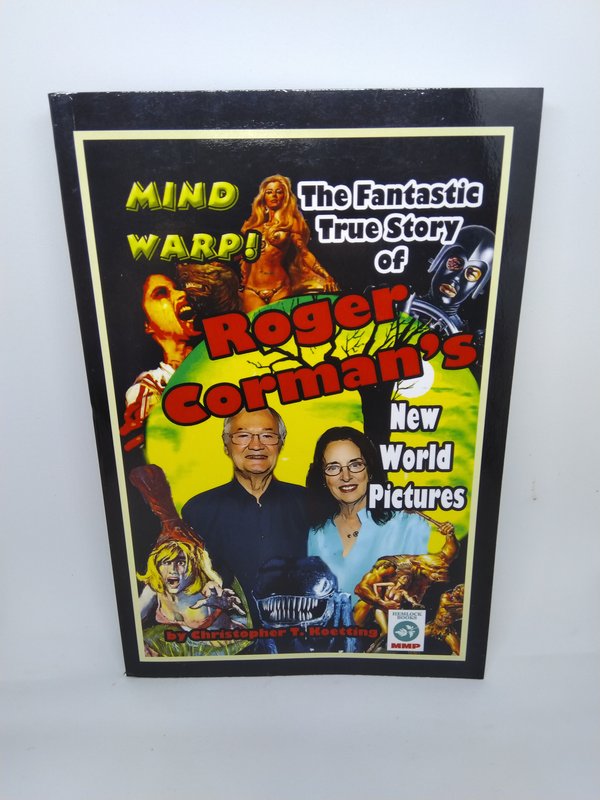 MIND
WARP!
The Fantastic
True Story
of
Roger
Corman's
New
World
Pictures
by Christopher T. Koetting
HEMLOCK
BOOKS
MMP